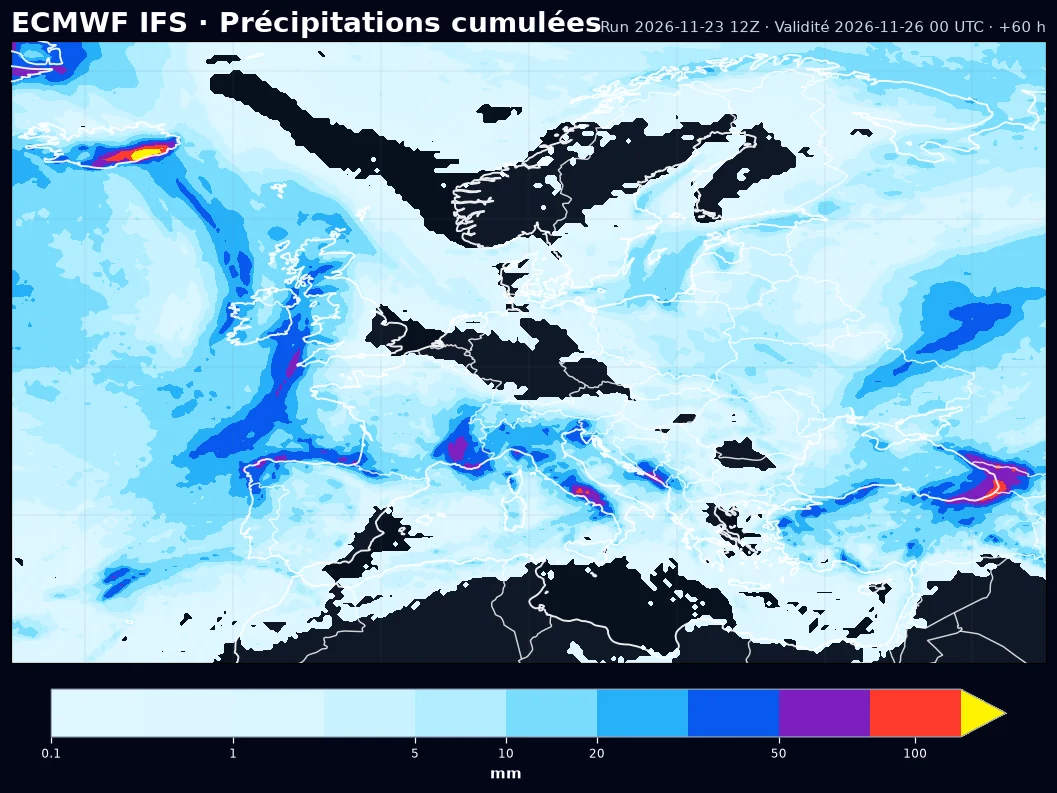 ECMWF IFS · Précipitations cumulées
Run 2026-11-23 12Z · Validité 2026-11-26 00 UTC · +60 h
0.1 1 5 10 20 50 100
mm